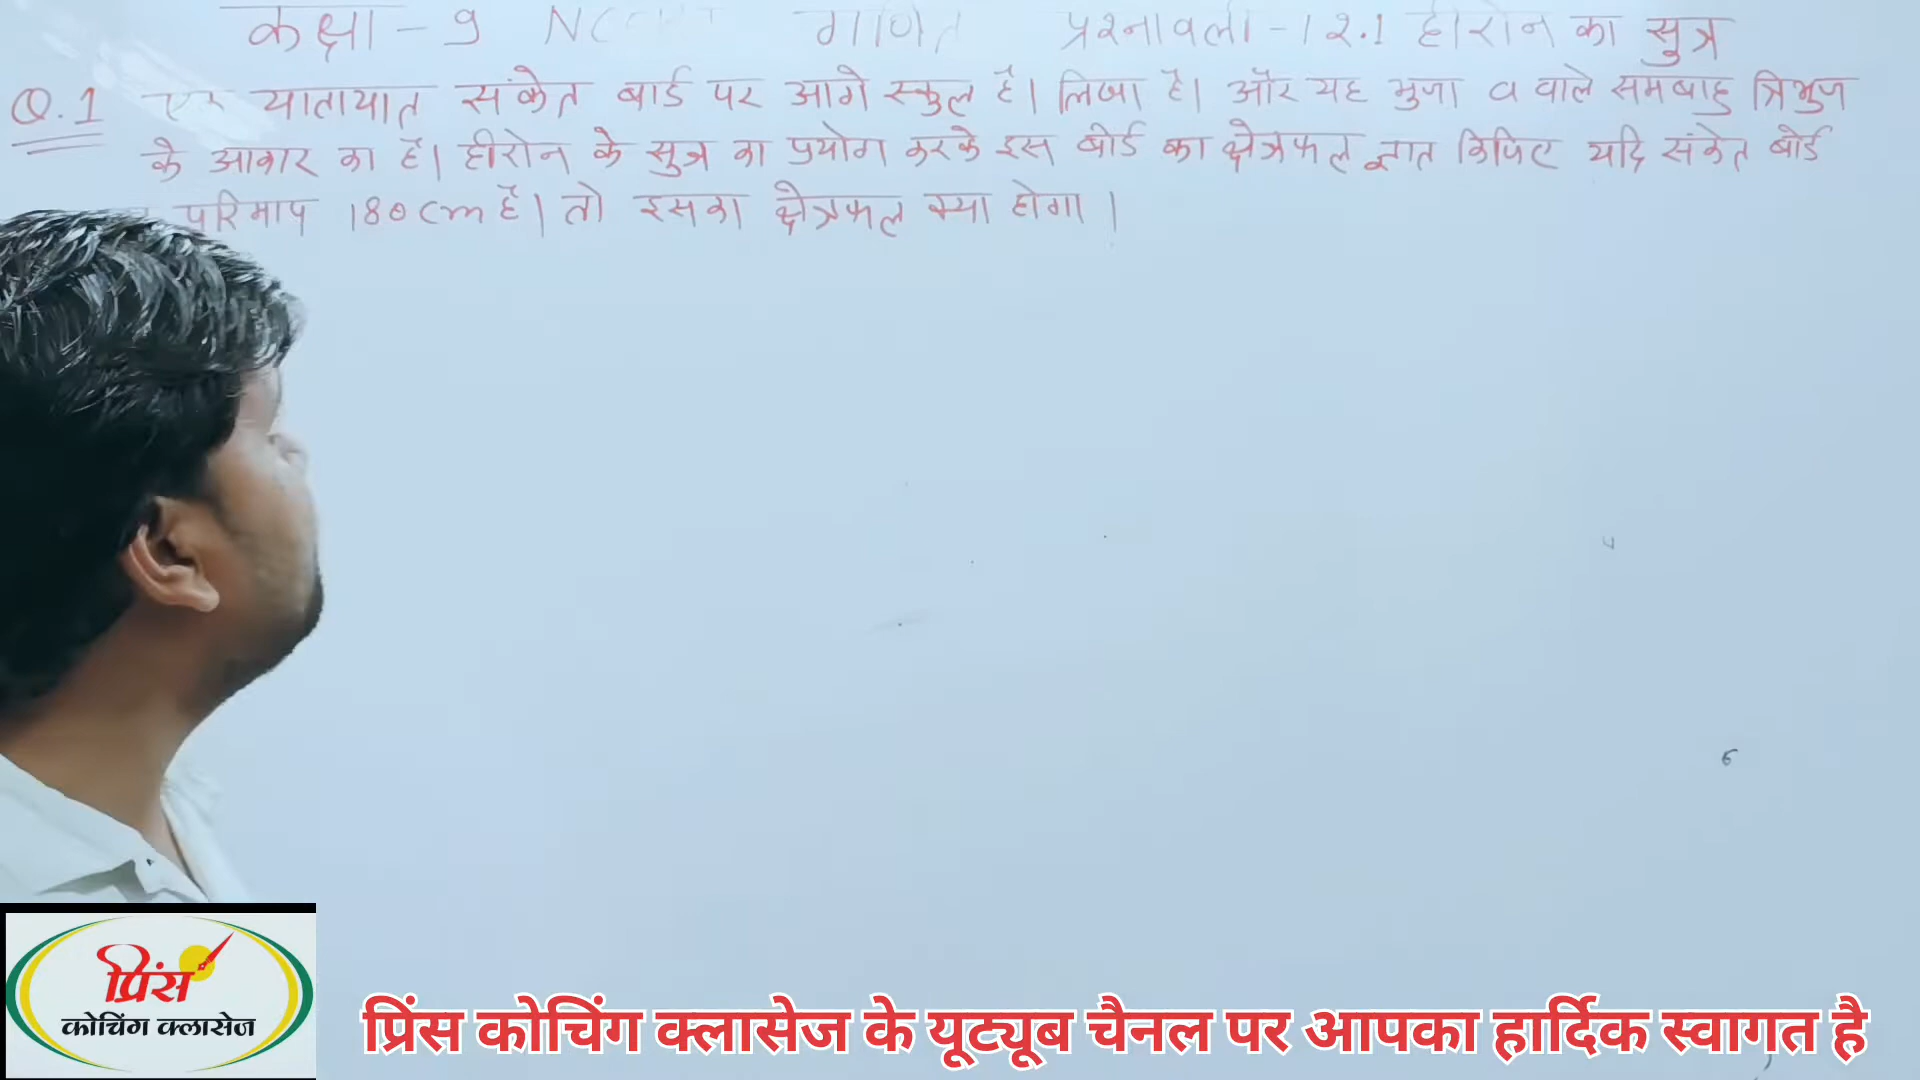 कक्षा - 9 NCERT गणित प्रश्नावली - 12.1 हीरोन का सुत्र
Q.1 एक यातायात संकेत बोर्ड पर आगे स्कुल है। लिखा है। और यह भुजा a वाले समबाहु त्रिभुज
के आकार का है। हीरोन के सुत्र का प्रयोग करके इस बोर्ड का क्षेत्रफल ज्ञात किजिए यदि संकेत बोर्ड
परिमाप 180cm है। तो इसका क्षेत्रफल क्या होगा।
प्रिंस
कोचिंग क्लासेज
प्रिंस कोचिंग क्लासेज के यूट्यूब चैनल पर आपका हार्दिक स्वागत है